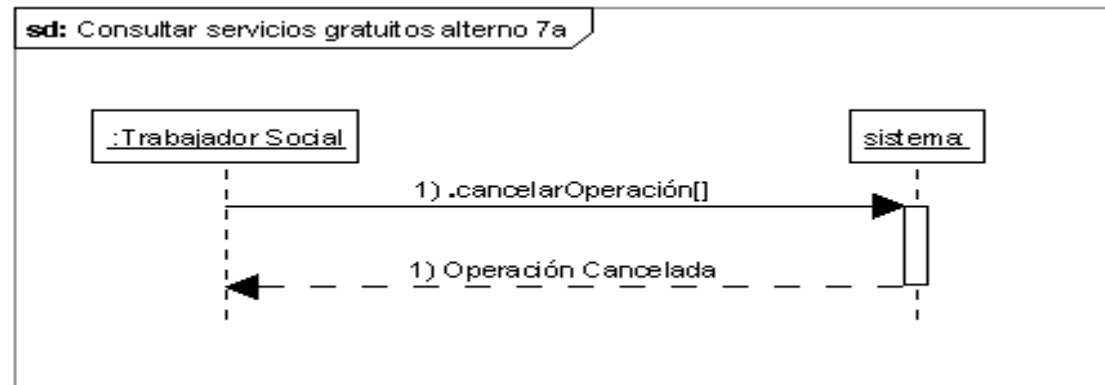 sd: Consultar servicios gratuitos alterno 7a
:Trabajador Social
sistema:
1) .cancelarOperación[]
1) Operación Cancelada